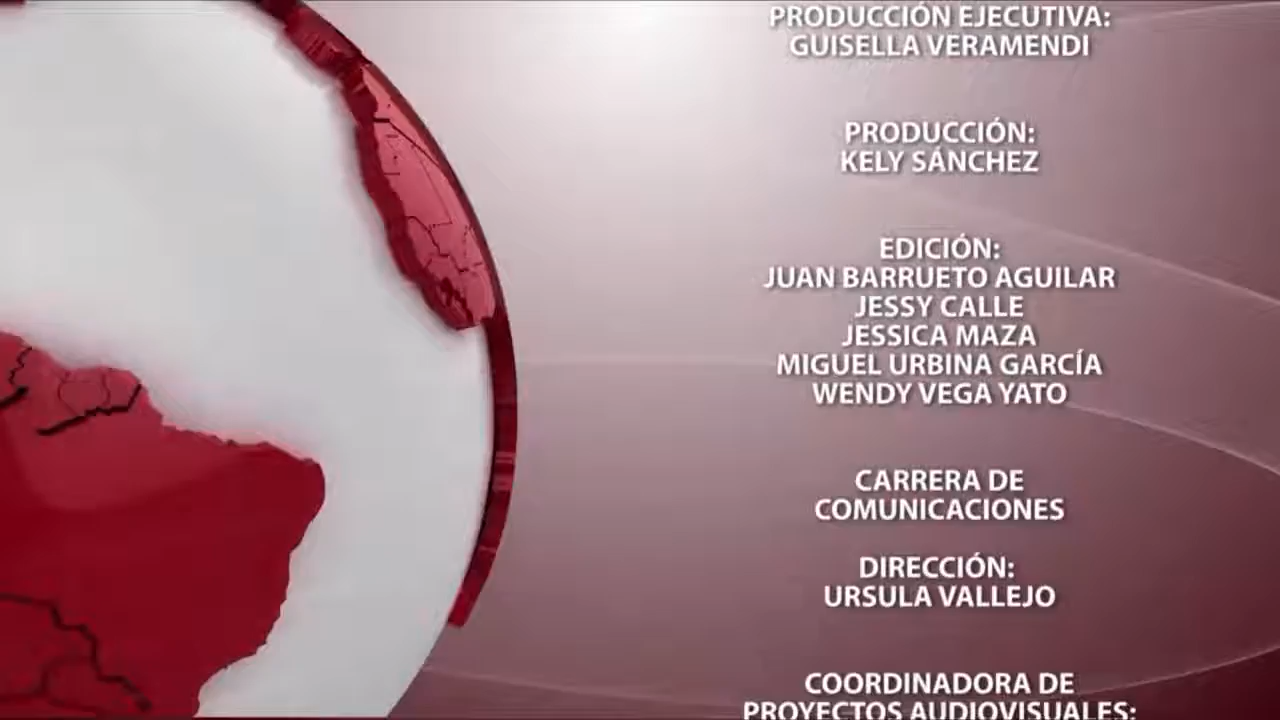 PRODUCCIÓN EJECUTIVA:
GUISELLA VERAMENDI
PRODUCCIÓN:
KELY SÁNCHEZ
EDICIÓN:
JUAN BARRUETO AGUILAR
JESSY CALLE
JESSICA MAZA
MIGUEL URBINA GARCÍA
WENDY VEGA YATO
CARRERA DE
COMUNICACIONES
DIRECCIÓN:
URSULA VALLEJO
COORDINADORA DE
PROYECTOS AUDIOVISUALES: